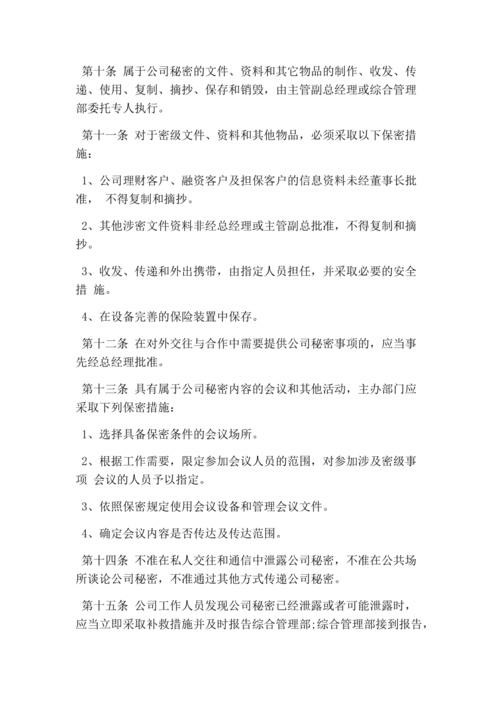 第十条 属于公司秘密的文件、资料和其它物品的制作、收发、传
递、使用、复制、摘抄、保存和销毁，由主管副总经理或综合管理
部委托专人执行。
第十一条 对于密级文件、资料和其他物品，必须采取以下保密措
施：
1、公司理财客户、融资客户及担保客户的信息资料未经董事长批
准， 不得复制和摘抄。
2、其他涉密文件资料非经总经理或主管副总批准，不得复制和摘
抄。
3、收发、传递和外出携带，由指定人员担任，并采取必要的安全
措 施。
4、在设备完善的保险装置中保存。
第十二条 在对外交往与合作中需要提供公司秘密事项的，应当事
先经总经理批准。
第十三条 具有属于公司秘密内容的会议和其他活动，主办部门应
采取下列保密措施：
1、选择具备保密条件的会议场所。
2、根据工作需要，限定参加会议人员的范围，对参加涉及密级事
项 会议的人员予以指定。
3、依照保密规定使用会议设备和管理会议文件。
4、确定会议内容是否传达及传达范围。
第十四条 不准在私人交往和通信中泄露公司秘密，不准在公共场
所谈论公司秘密，不准通过其他方式传递公司秘密。
第十五条 公司工作人员发现公司秘密已经泄露或者可能泄露时，
应当立即采取补救措施并及时报告综合管理部;综合管理部接到报告，